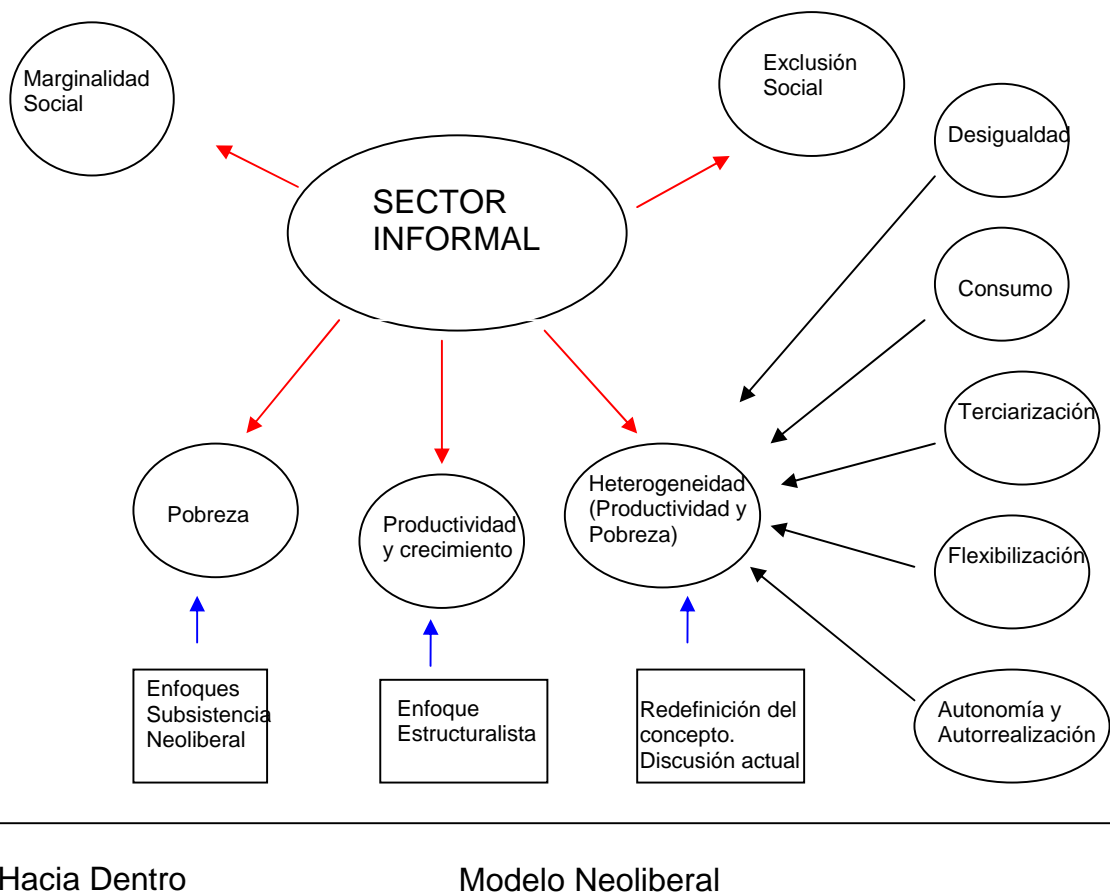 Marginalidad
Social
Exclusión
Social
Desigualdad
SECTOR
INFORMAL
Consumo
Terciarización
Pobreza
Productividad
y crecimiento
Heterogeneidad
(Productividad y
Pobreza)
Flexibilización
Enfoques
Subsistencia
Neoliberal
Enfoque
Estructuralista
Redefinición del
concepto.
Discusión actual
Autonomía y
Autorrealización
Hacia Dentro
Modelo Neoliberal